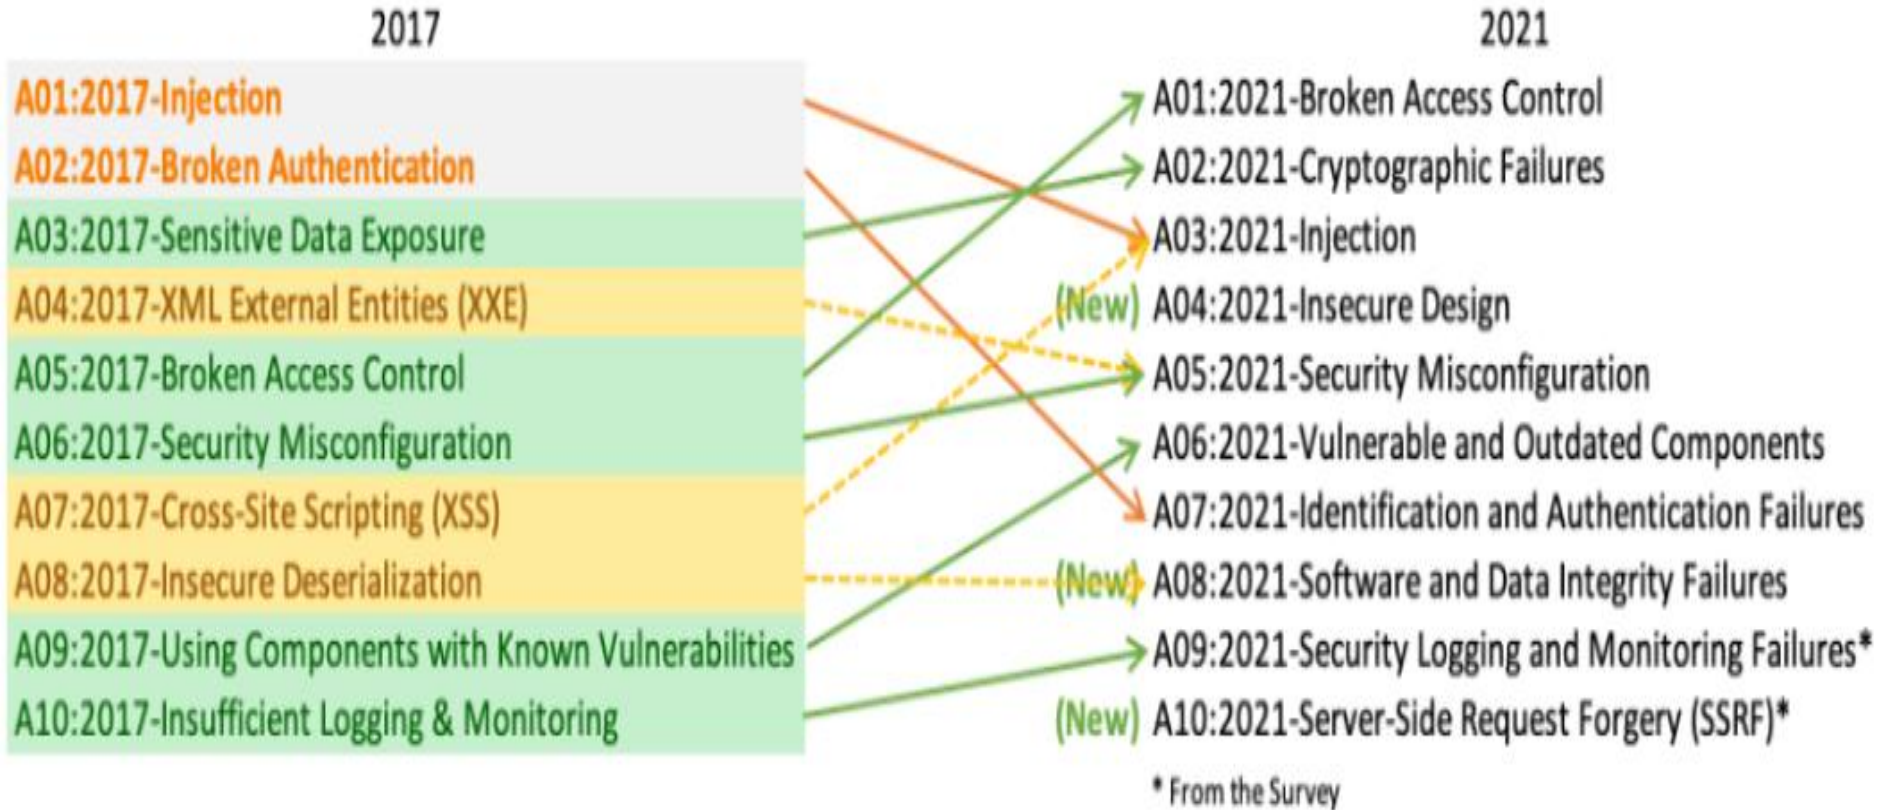 2017
A01:2017-Injection
A02:2017-Broken Authentication
A03:2017-Sensitive Data Exposure
A04:2017-XML External Entities (XXE)
A05:2017-Broken Access Control
A06:2017-Security Misconfiguration
A07:2017-Cross-Site Scripting (XSS)
A08:2017-Insecure Deserialization
A09:2017-Using Components with Known Vulnerabilities
A10:2017-Insufficient Logging & Monitoring
2021
A01:2021-Broken Access Control
A02:2021-Cryptographic Failures
A03:2021-Injection
(New) A04:2021-Insecure Design
A05:2021-Security Misconfiguration
A06:2021-Vulnerable and Outdated Components
A07:2021-Identification and Authentication Failures
(New) A08:2021-Software and Data Integrity Failures
A09:2021-Security Logging and Monitoring Failures*
(New) A10:2021-Server-Side Request Forgery (SSRF)*
* From the Survey